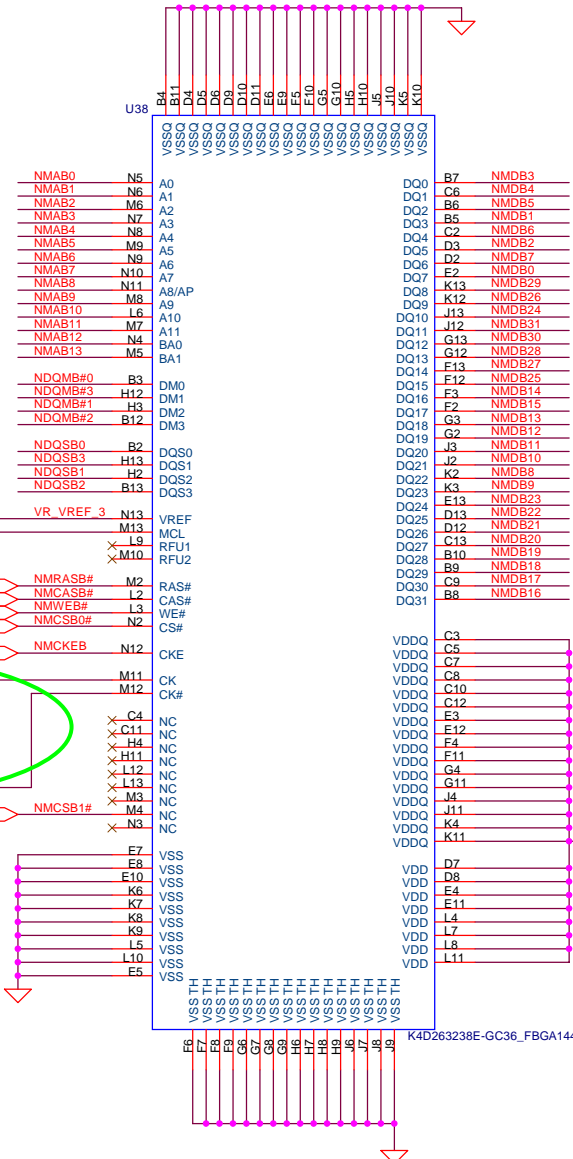 B4 B11 D4 D5 D6 D9 D10 D11 E6 E9 F5 F10 G5 G10 H5 H10 J5 J10 K5 K10
U38
VSSQ VSSQ VSSQ VSSQ VSSQ VSSQ VSSQ VSSQ VSSQ VSSQ VSSQ VSSQ VSSQ VSSQ VSSQ VSSQ VSSQ VSSQ VSSQ VSSQ
NMAB0 N5 A0
NMAB1 N6 A1
NMAB2 M6 A2
NMAB3 N7 A3
NMAB4 N8 A4
NMAB5 M9 A5
NMAB6 N9 A6
NMAB7 N10 A7
NMAB8 N11 A8/AP
NMAB9 M8 A9
NMAB10 L6 A10
NMAB11 M7 A11
NMAB12 N4 BA0
NMAB13 M5 BA1
NDQMB#0 B3 DM0
NDQMB#3 H12 DM1
NDQMB#1 H3 DM2
NDQMB#2 B12 DM3
NDQSB0 B2 DQS0
NDQSB3 H13 DQS1
NDQSB1 H2 DQS2
NDQSB2 B13 DQS3
VR_VREF_3 N13 VREF
M13 MCL
L9 RFU1
M10 RFU2
NMRASB# M2 RAS#
NMCASB# L2 CAS#
NMWEB# L3 WE#
NMCSB0# N2 CS#
NMCKEB N12 CKE
M11 CK
M12 CK#
C4 NC
C11 NC
H4 NC
H11 NC
L12 NC
L13 NC
M3 NC
NMCSB1# M4 NC
N3 NC
E7 VSS
E8 VSS
E10 VSS
K6 VSS
K7 VSS
K8 VSS
K9 VSS
L5 VSS
L10 VSS
E5 VSS
DQ0 B7 NMDB3
DQ1 C6 NMDB4
DQ2 B6 NMDB5
DQ3 B5 NMDB1
DQ4 C2 NMDB6
DQ5 D3 NMDB2
DQ6 D2 NMDB7
DQ7 E2 NMDB0
DQ8 K13 NMDB29
DQ9 K12 NMDB26
DQ10 J13 NMDB24
DQ11 J12 NMDB31
DQ12 G13 NMDB30
DQ13 G12 NMDB28
DQ14 F13 NMDB27
DQ15 F12 NMDB25
DQ16 F3 NMDB14
DQ17 F2 NMDB15
DQ18 G3 NMDB13
DQ19 G2 NMDB12
DQ20 J3 NMDB11
DQ21 J2 NMDB10
DQ22 K2 NMDB8
DQ23 K3 NMDB9
DQ24 E13 NMDB23
DQ25 D13 NMDB22
DQ26 D12 NMDB21
DQ27 C13 NMDB20
DQ28 B10 NMDB19
DQ29 B9 NMDB18
DQ30 C9 NMDB17
DQ31 B8 NMDB16
VDDQ C3
VDDQ C5
VDDQ C7
VDDQ C8
VDDQ C10
VDDQ C12
VDDQ E3
VDDQ E12
VDDQ F4
VDDQ F11
VDDQ G4
VDDQ G11
VDDQ J4
VDDQ J11
VDDQ K4
VDDQ K11
VDD D7
VDD D8
VDD E4
VDD E11
VDD L4
VDD L7
VDD L8
VDD L11
VSS TH VSS TH VSS TH VSS TH VSS TH VSS TH VSS TH VSS TH VSS TH VSS TH VSS TH VSS TH VSS TH VSS TH VSS TH VSS TH
K4D263238E-GC36_FBGA144
F6 F7 F8 F9 G6 G7 G8 G9 H6 H7 H8 H9 J6 J7 J8 J9